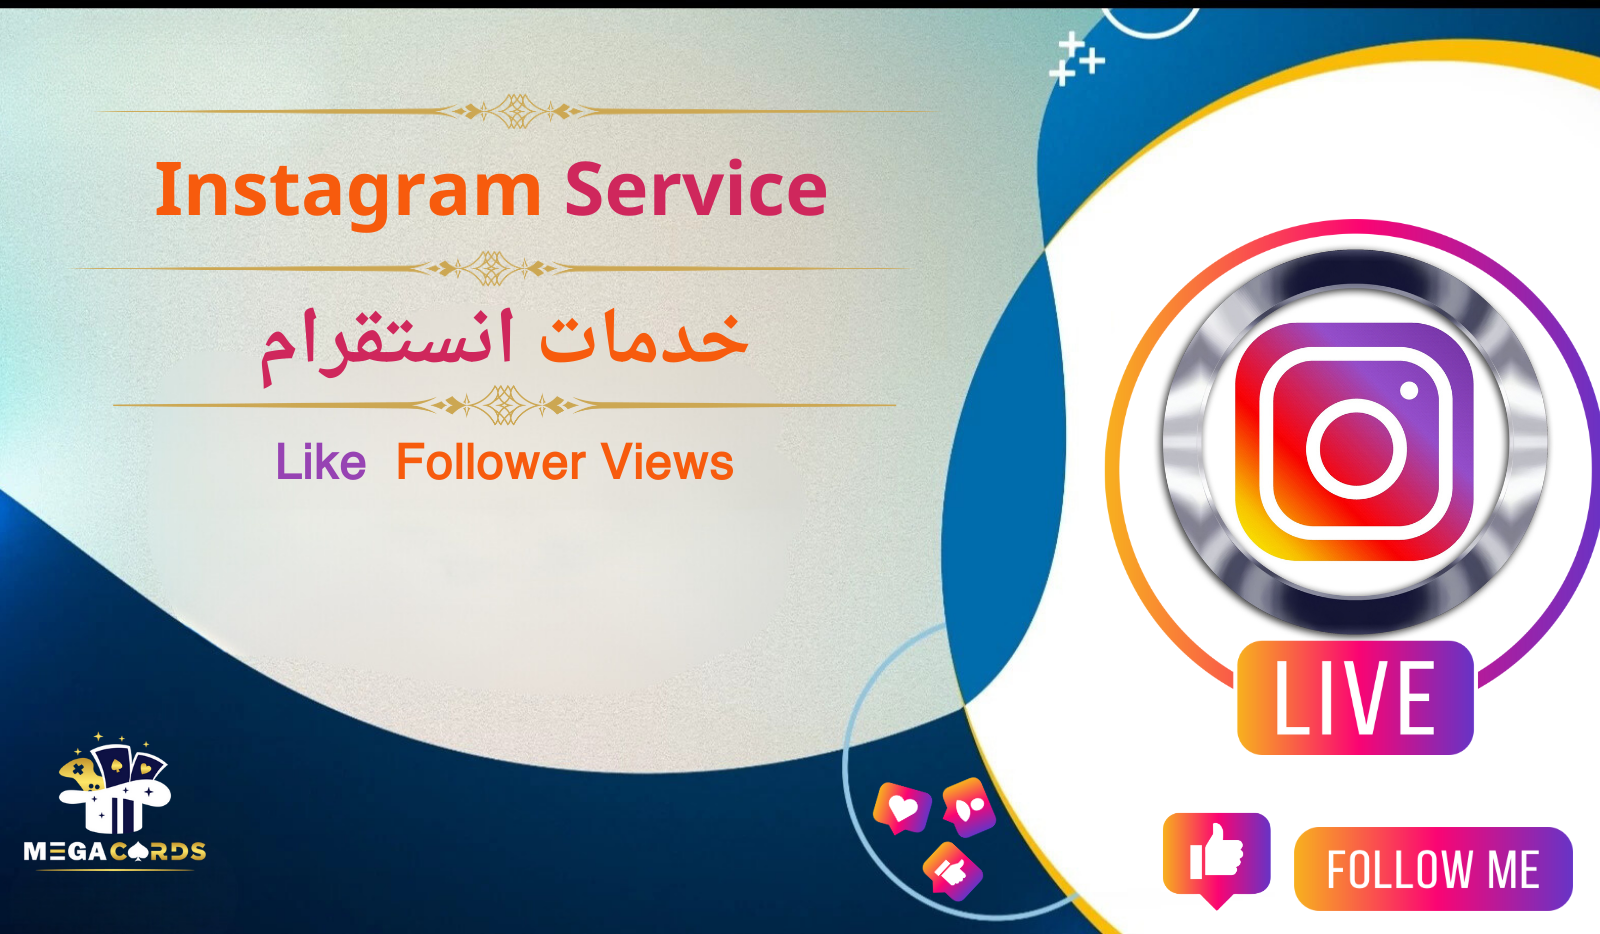 Instagram Service
خدمات انستقرام
Like Follower Views
LIVE
FOLLOW ME
MEGACARDS